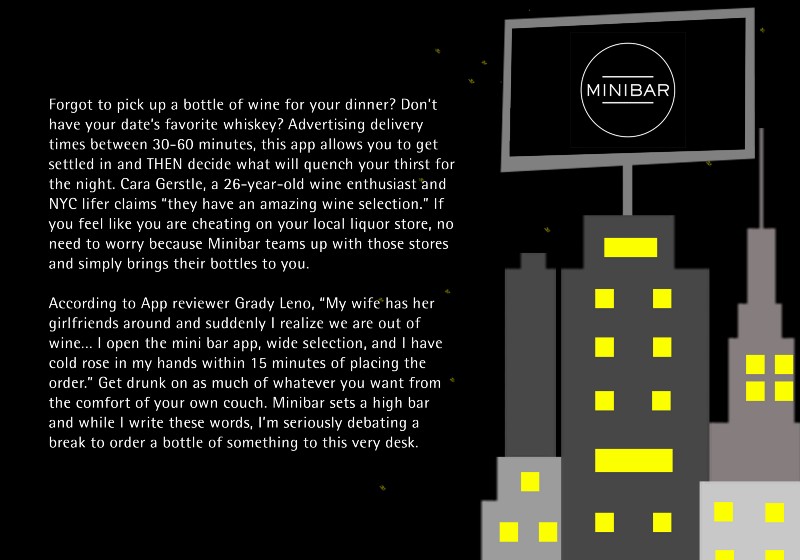 MINIBAR
Forgot to pick up a bottle of wine for your dinner? Don't
have your date's favorite whiskey? Advertising delivery
times between 30-60 minutes, this app allows you to get
settled in and THEN decide what will quench your thirst for
the night. Cara Gerstle, a 26-year-old wine enthusiast and
NYC lifer claims “they have an amazing wine selection.” If
you feel like you are cheating on your local liquor store, no
need to worry because Minibar teams up with those stores
and simply brings their bottles to you.
According to App reviewer Grady Leno, “My wife has her
girlfriends around and suddenly I realize we are out of
wine... I open the mini bar app, wide selection, and I have
cold rose in my hands within 15 minutes of placing the
order.” Get drunk on as much of whatever you want from
the comfort of your own couch. Minibar sets a high bar
and while I write these words, I'm seriously debating a
break to order a bottle of something to this very desk.